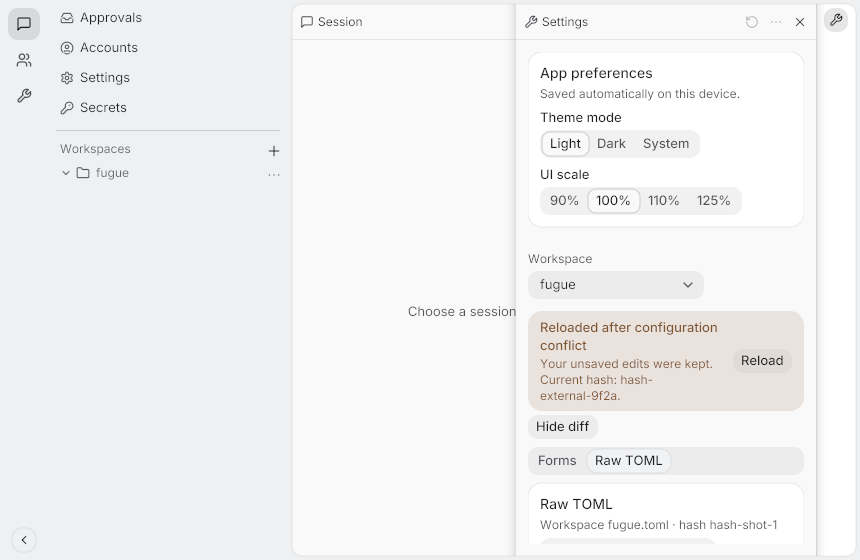 Approvals
Accounts
Settings
Secrets
Workspaces
fugue
Session
Choose a session
Settings
App preferences
Saved automatically on this device.
Theme mode
Light Dark System
UI scale
90% 100% 110% 125%
Workspace
fugue
Reloaded after configuration
conflict
Your unsaved edits were kept.
Current hash: hash-
external-9f2a.
Reload
Hide diff
Forms Raw TOML
Raw TOML
Workspace fugue.toml · hash hash-shot-1